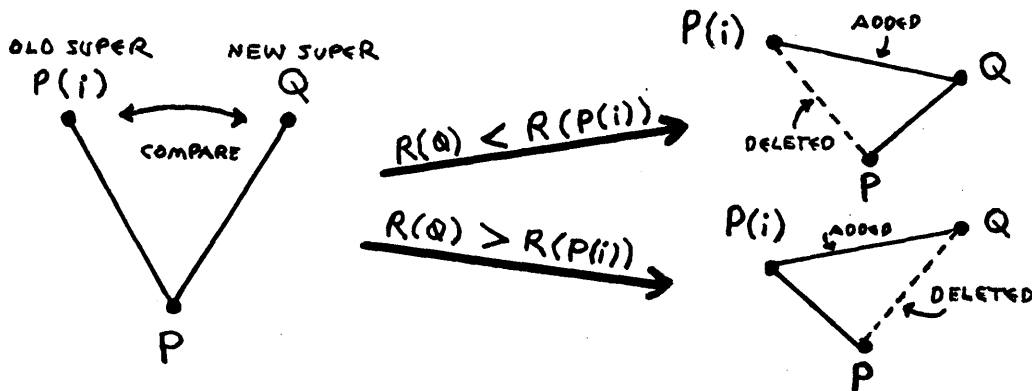 OLD SUPER
P(i)
NEW SUPER
Q
COMPARE
P
R(Q) < R(P(i))
R(Q) > R(P(i))
P(i)
ADDED
Q
DELETED
P
P(i)
ADDED
Q
DELETED
P